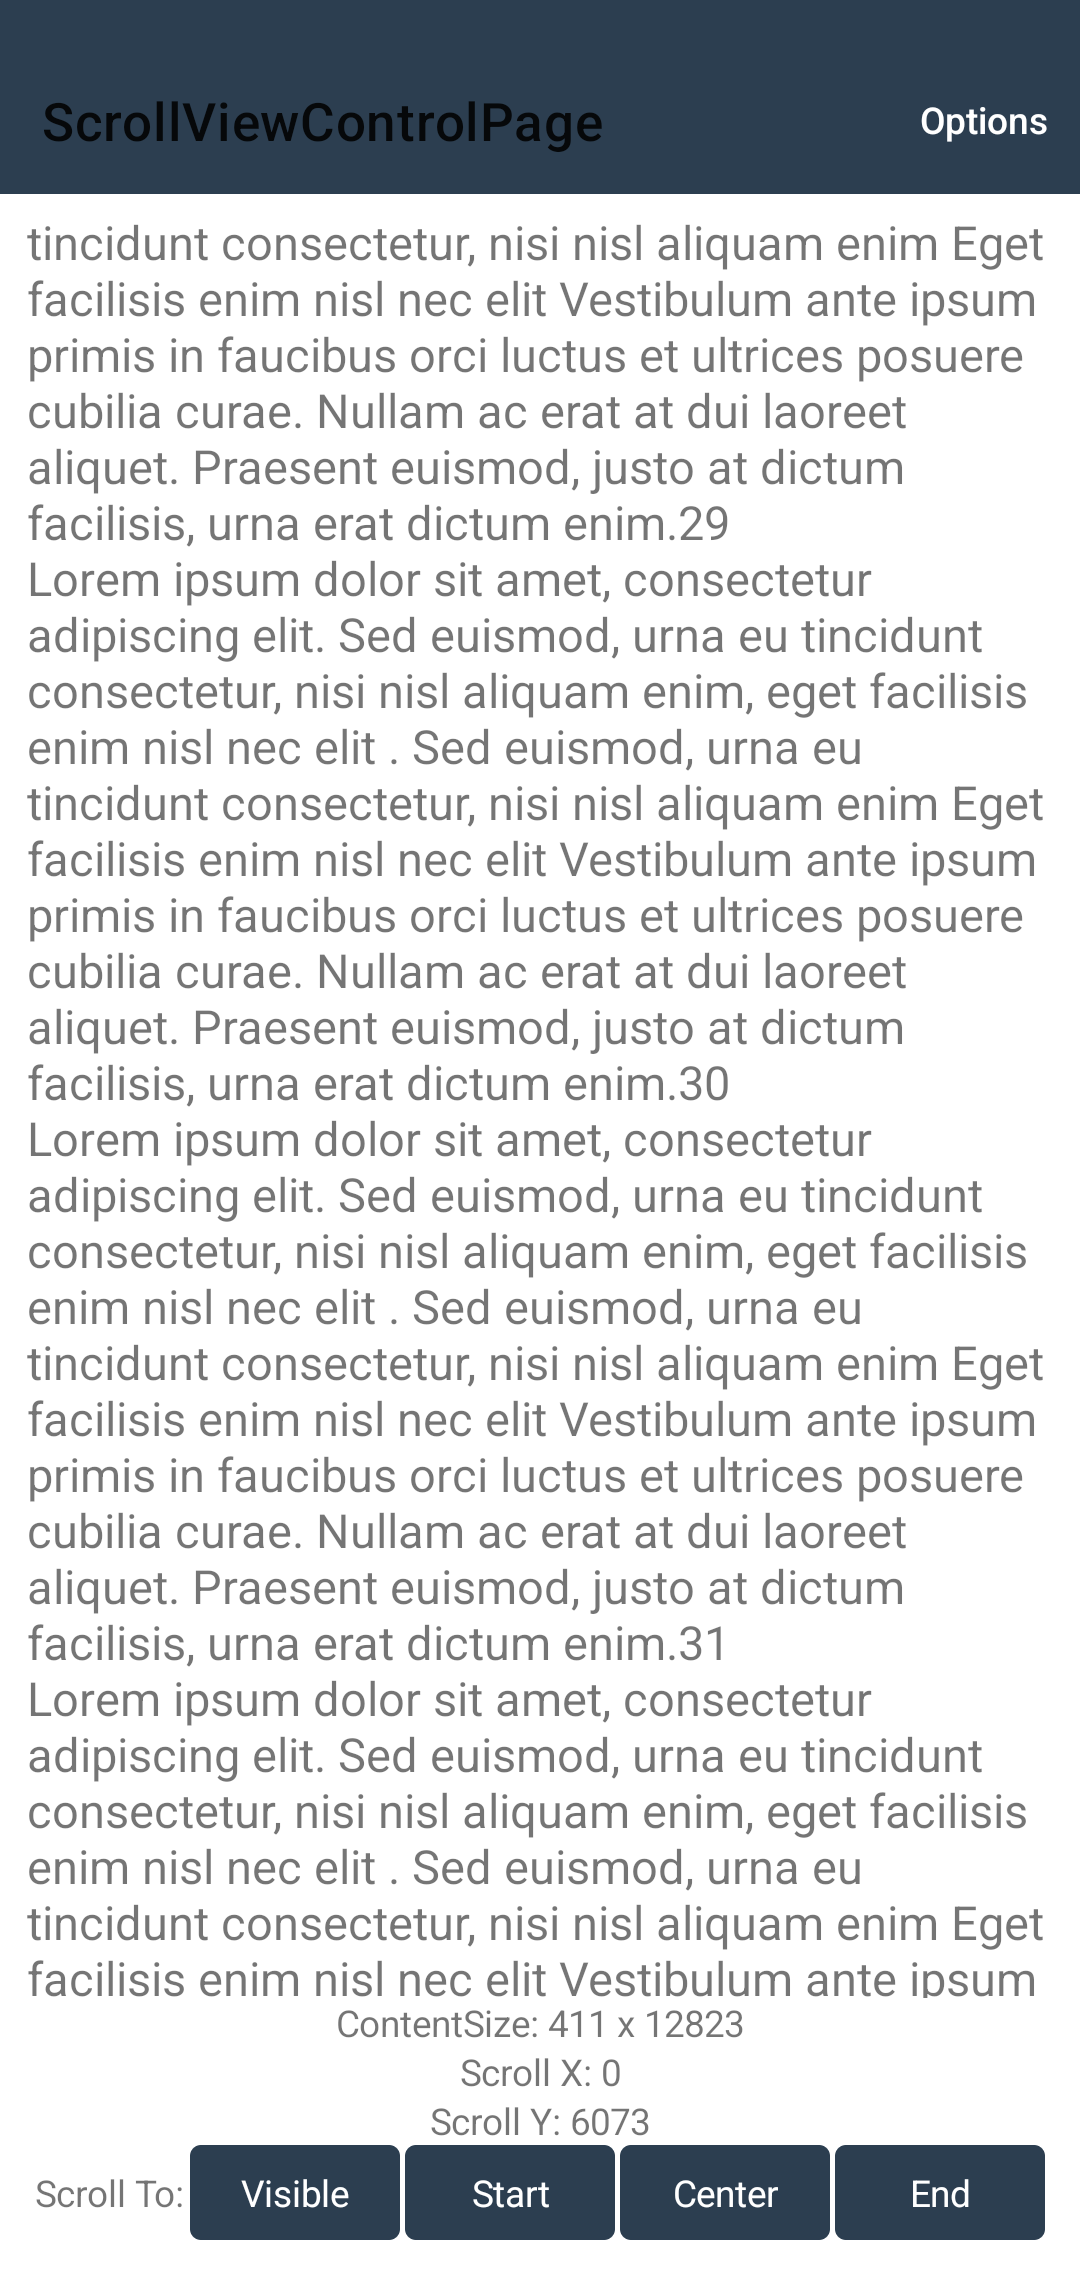 ScrollViewControlPage
Options
tincidunt consectetur, nisi nisl aliquam enim Eget
facilisis enim nisl nec elit Vestibulum ante ipsum
primis in faucibus orci luctus et ultrices posuere
cubilia curae. Nullam ac erat at dui laoreet
aliquet. Praesent euismod, justo at dictum
facilisis, urna erat dictum enim.29
Lorem ipsum dolor sit amet, consectetur
adipiscing elit. Sed euismod, urna eu tincidunt
consectetur, nisi nisl aliquam enim, eget facilisis
enim nisl nec elit . Sed euismod, urna eu
tincidunt consectetur, nisi nisl aliquam enim Eget
facilisis enim nisl nec elit Vestibulum ante ipsum
primis in faucibus orci luctus et ultrices posuere
cubilia curae. Nullam ac erat at dui laoreet
aliquet. Praesent euismod, justo at dictum
facilisis, urna erat dictum enim.30
Lorem ipsum dolor sit amet, consectetur
adipiscing elit. Sed euismod, urna eu tincidunt
consectetur, nisi nisl aliquam enim, eget facilisis
enim nisl nec elit . Sed euismod, urna eu
tincidunt consectetur, nisi nisl aliquam enim Eget
facilisis enim nisl nec elit Vestibulum ante ipsum
primis in faucibus orci luctus et ultrices posuere
cubilia curae. Nullam ac erat at dui laoreet
aliquet. Praesent euismod, justo at dictum
facilisis, urna erat dictum enim.31
Lorem ipsum dolor sit amet, consectetur
adipiscing elit. Sed euismod, urna eu tincidunt
consectetur, nisi nisl aliquam enim, eget facilisis
enim nisl nec elit . Sed euismod, urna eu
tincidunt consectetur, nisi nisl aliquam enim Eget
facilisis enim nisl nec elit Vestibulum ante ipsum
ContentSize: 411 x 12823
Scroll X: 0
Scroll Y: 6073
Scroll To: Visible Start Center End